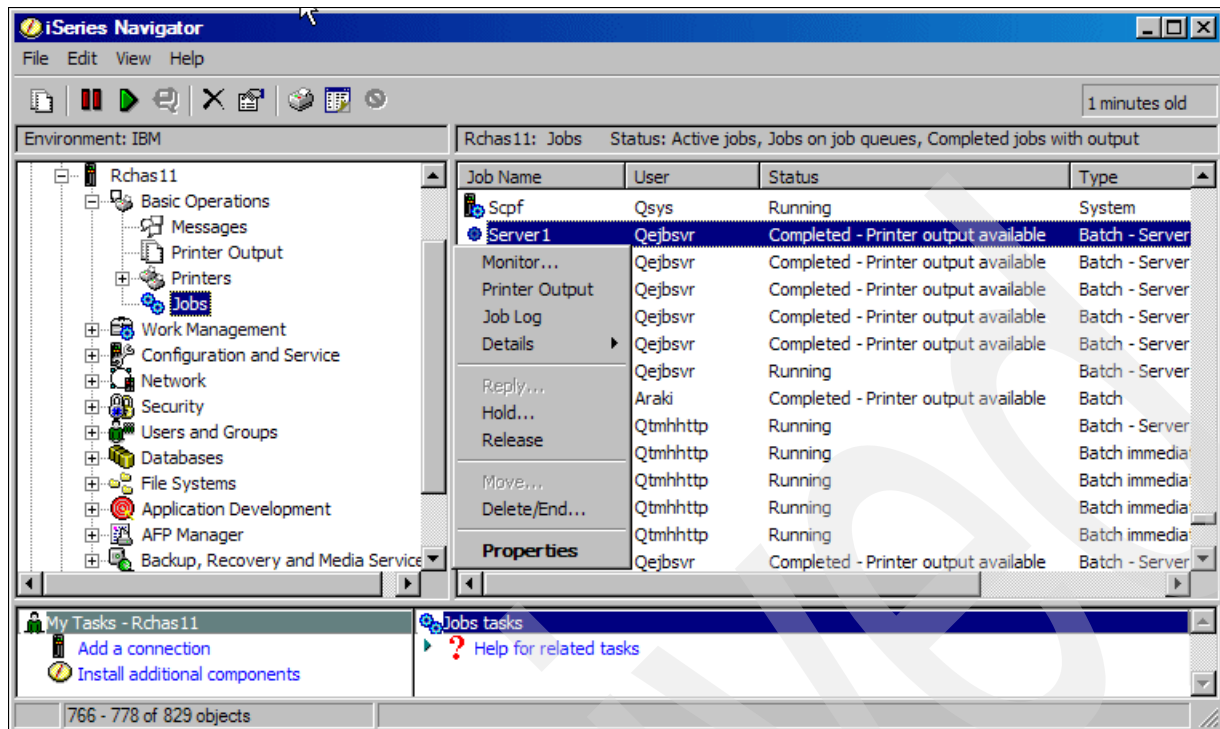 iSeries Navigator
File Edit View Help
1 minutes old
Environment: IBM
Rchas11: Jobs Status: Active jobs, Jobs on job queues, Completed jobs with output
Rchas11
Basic Operations
Messages
Printer Output
Printers
Jobs
Work Management
Configuration and Service
Network
Security
Users and Groups
Databases
File Systems
Application Development
AFP Manager
Backup, Recovery and Media Service
Job Name User Status Type
Scpf Qsys Running System
Server1 Qejbsvr Completed - Printer output available Batch - Server
Qejbsvr Completed - Printer output available Batch - Server
Qejbsvr Completed - Printer output available Batch - Server
Qejbsvr Completed - Printer output available Batch - Server
Qejbsvr Completed - Printer output available Batch - Server
Qejbsvr Running Batch - Server
Araki Completed - Printer output available Batch
Qtmhhttp Running Batch - Server
Qtmhhttp Running Batch immedia
Qtmhhttp Running Batch immedia
Qtmhhttp Running Batch immedia
Qtmhhttp Running Batch immedia
Qejbsvr Completed - Printer output available Batch - Server
Monitor...
Printer Output
Job Log
Details
Reply...
Hold...
Release
Move...
Delete/End...
Properties
My Tasks - Rchas11
Add a connection
Install additional components
Jobs tasks
Help for related tasks
766 - 778 of 829 objects